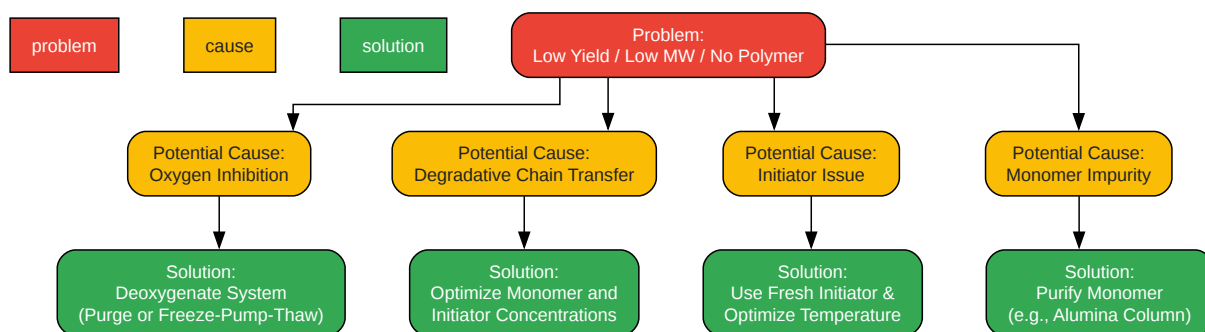 problem
cause
solution
Problem:
Low Yield / Low MW / No Polymer
Potential Cause:
Oxygen Inhibition
Potential Cause:
Degradative Chain Transfer
Potential Cause:
Initiator Issue
Potential Cause:
Monomer Impurity
Solution:
Deoxygenate System
(Purge or Freeze-Pump-Thaw)
Solution:
Optimize Monomer and
Initiator Concentrations
Solution:
Use Fresh Initiator &
Optimize Temperature
Solution:
Purify Monomer
(e.g., Alumina Column)